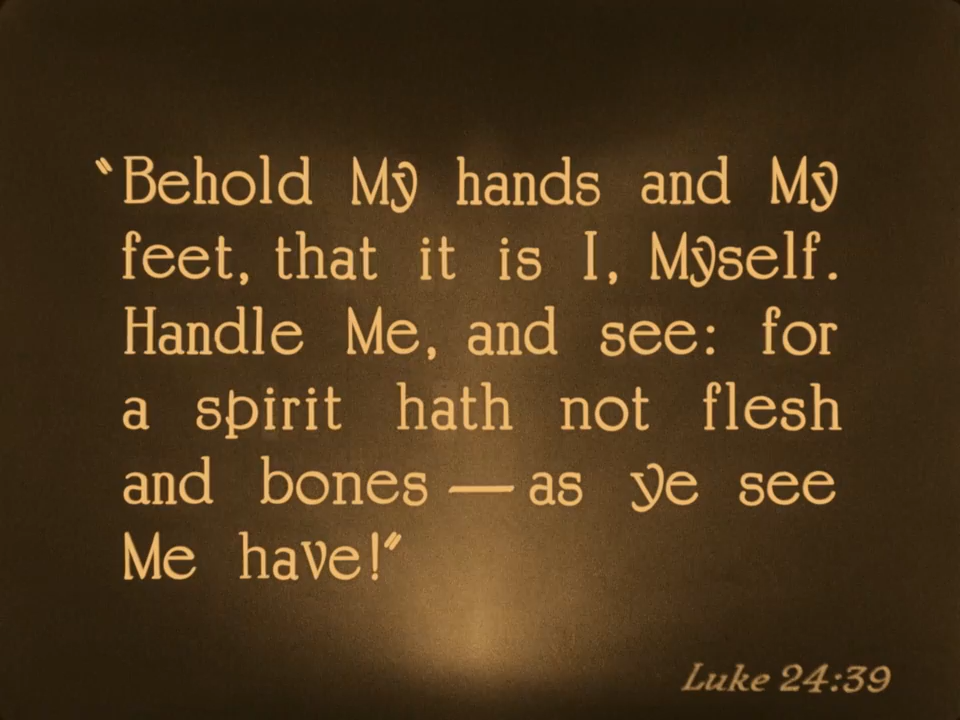 “Behold My hands and My
feet, that it is I, Myself.
Handle Me, and see: for
a spirit hath not flesh
and bones — as ye see
Me have!”
Luke 24:39